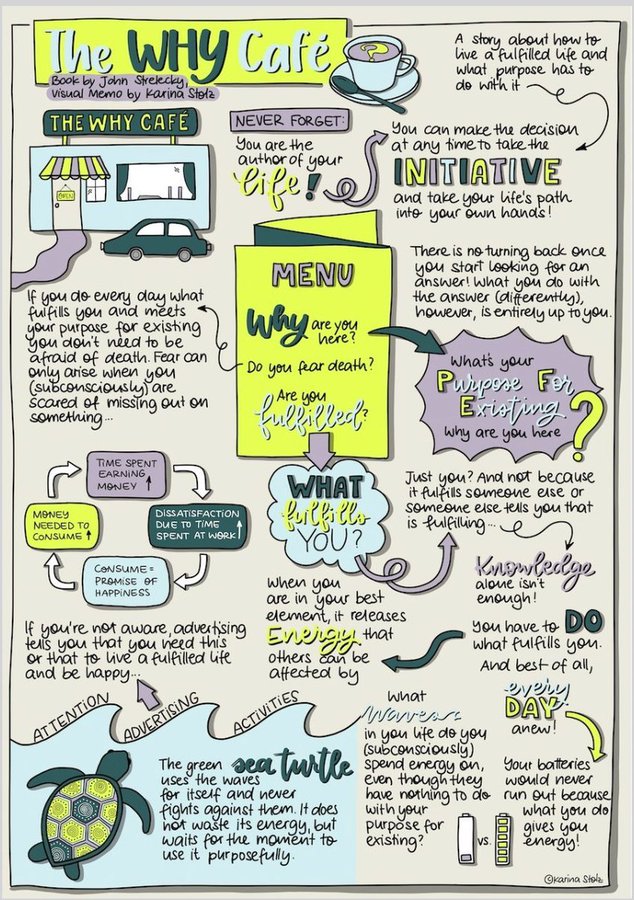 The WHY Café
Book by John Strelecky,
Visual Memo by Karina Stolz
A story about how to
live a fulfilled life and
what purpose has to
do with it
THE WHY CAFÉ
OPEN
NEVER FORGET:
You are the
author of your
life!
You can make the decision
at any time to take the
INITIATIVE
and take your life's path
into your own hands!
MENU
Why are you
here?
Do you fear death?
Are you
fulfilled?
There is no turning back once
you start looking for an
answer! What you do with
the answer (differently),
however, is entirely up to you.
If you do every day what
fulfills you and meets
your purpose for existing
you don't need to be
afraid of death. Fear can
only arise when you
(subconsciously) are
scared of missing out on
something...
What's your
Purpose For
Existing
Why are you here
?
TIME SPENT
EARNING
MONEY
DISSATISFACTION
DUE TO TIME
SPENT AT WORK
CONSUME =
PROMISE OF
HAPPINESS
MONEY
NEEDED TO
CONSUME
WHAT
fulfills
YOU?
Just you? And not because
it fulfills someone else or
someone else tells you that
is fulfilling...
Knowledge
alone isn't
enough!
You have to DO
what fulfills you.
And best of all,
every
DAY
anew!
Your batteries
would never
run out because
what you do
gives you
energy!
vs.
When you
are in your best
element, it releases
Energy that
others can be
affected by
If you're not aware, advertising
tells you that you need this
or that to live a fulfilled life
and be happy...
ATTENTION
ADVERTISING
ACTIVITIES
The green sea turtle
uses the waves
for itself and never
fights against them. It does
not waste its energy, but
waits for the moment to
use it purposefully.
What
Waves
in you life do you
(subconsciously)
spend energy on,
even though they
have nothing to do
with your
purpose for
existing?
©Karina Stolz